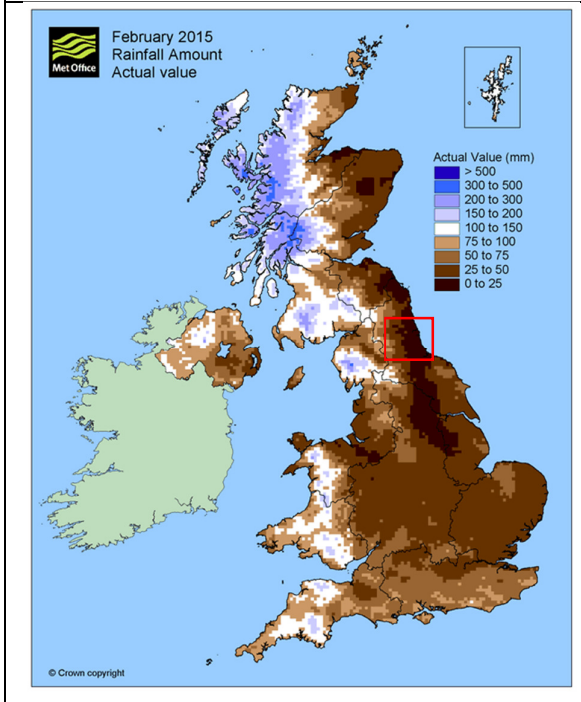 Met Office
February 2015
Rainfall Amount
Actual value
Actual Value (mm)
> 500
300 to 500
200 to 300
150 to 200
100 to 150
75 to 100
50 to 75
25 to 50
0 to 25
© Crown copyright